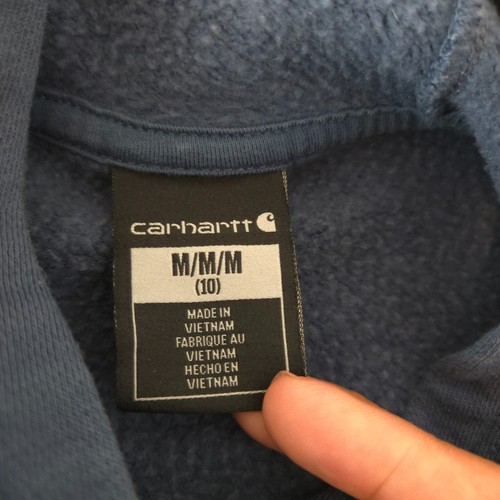 carhartt
M/M/M
(10)
MADE IN
VIETNAM
FABRIQUE AU
VIETNAM
HECHO EN
VIETNAM